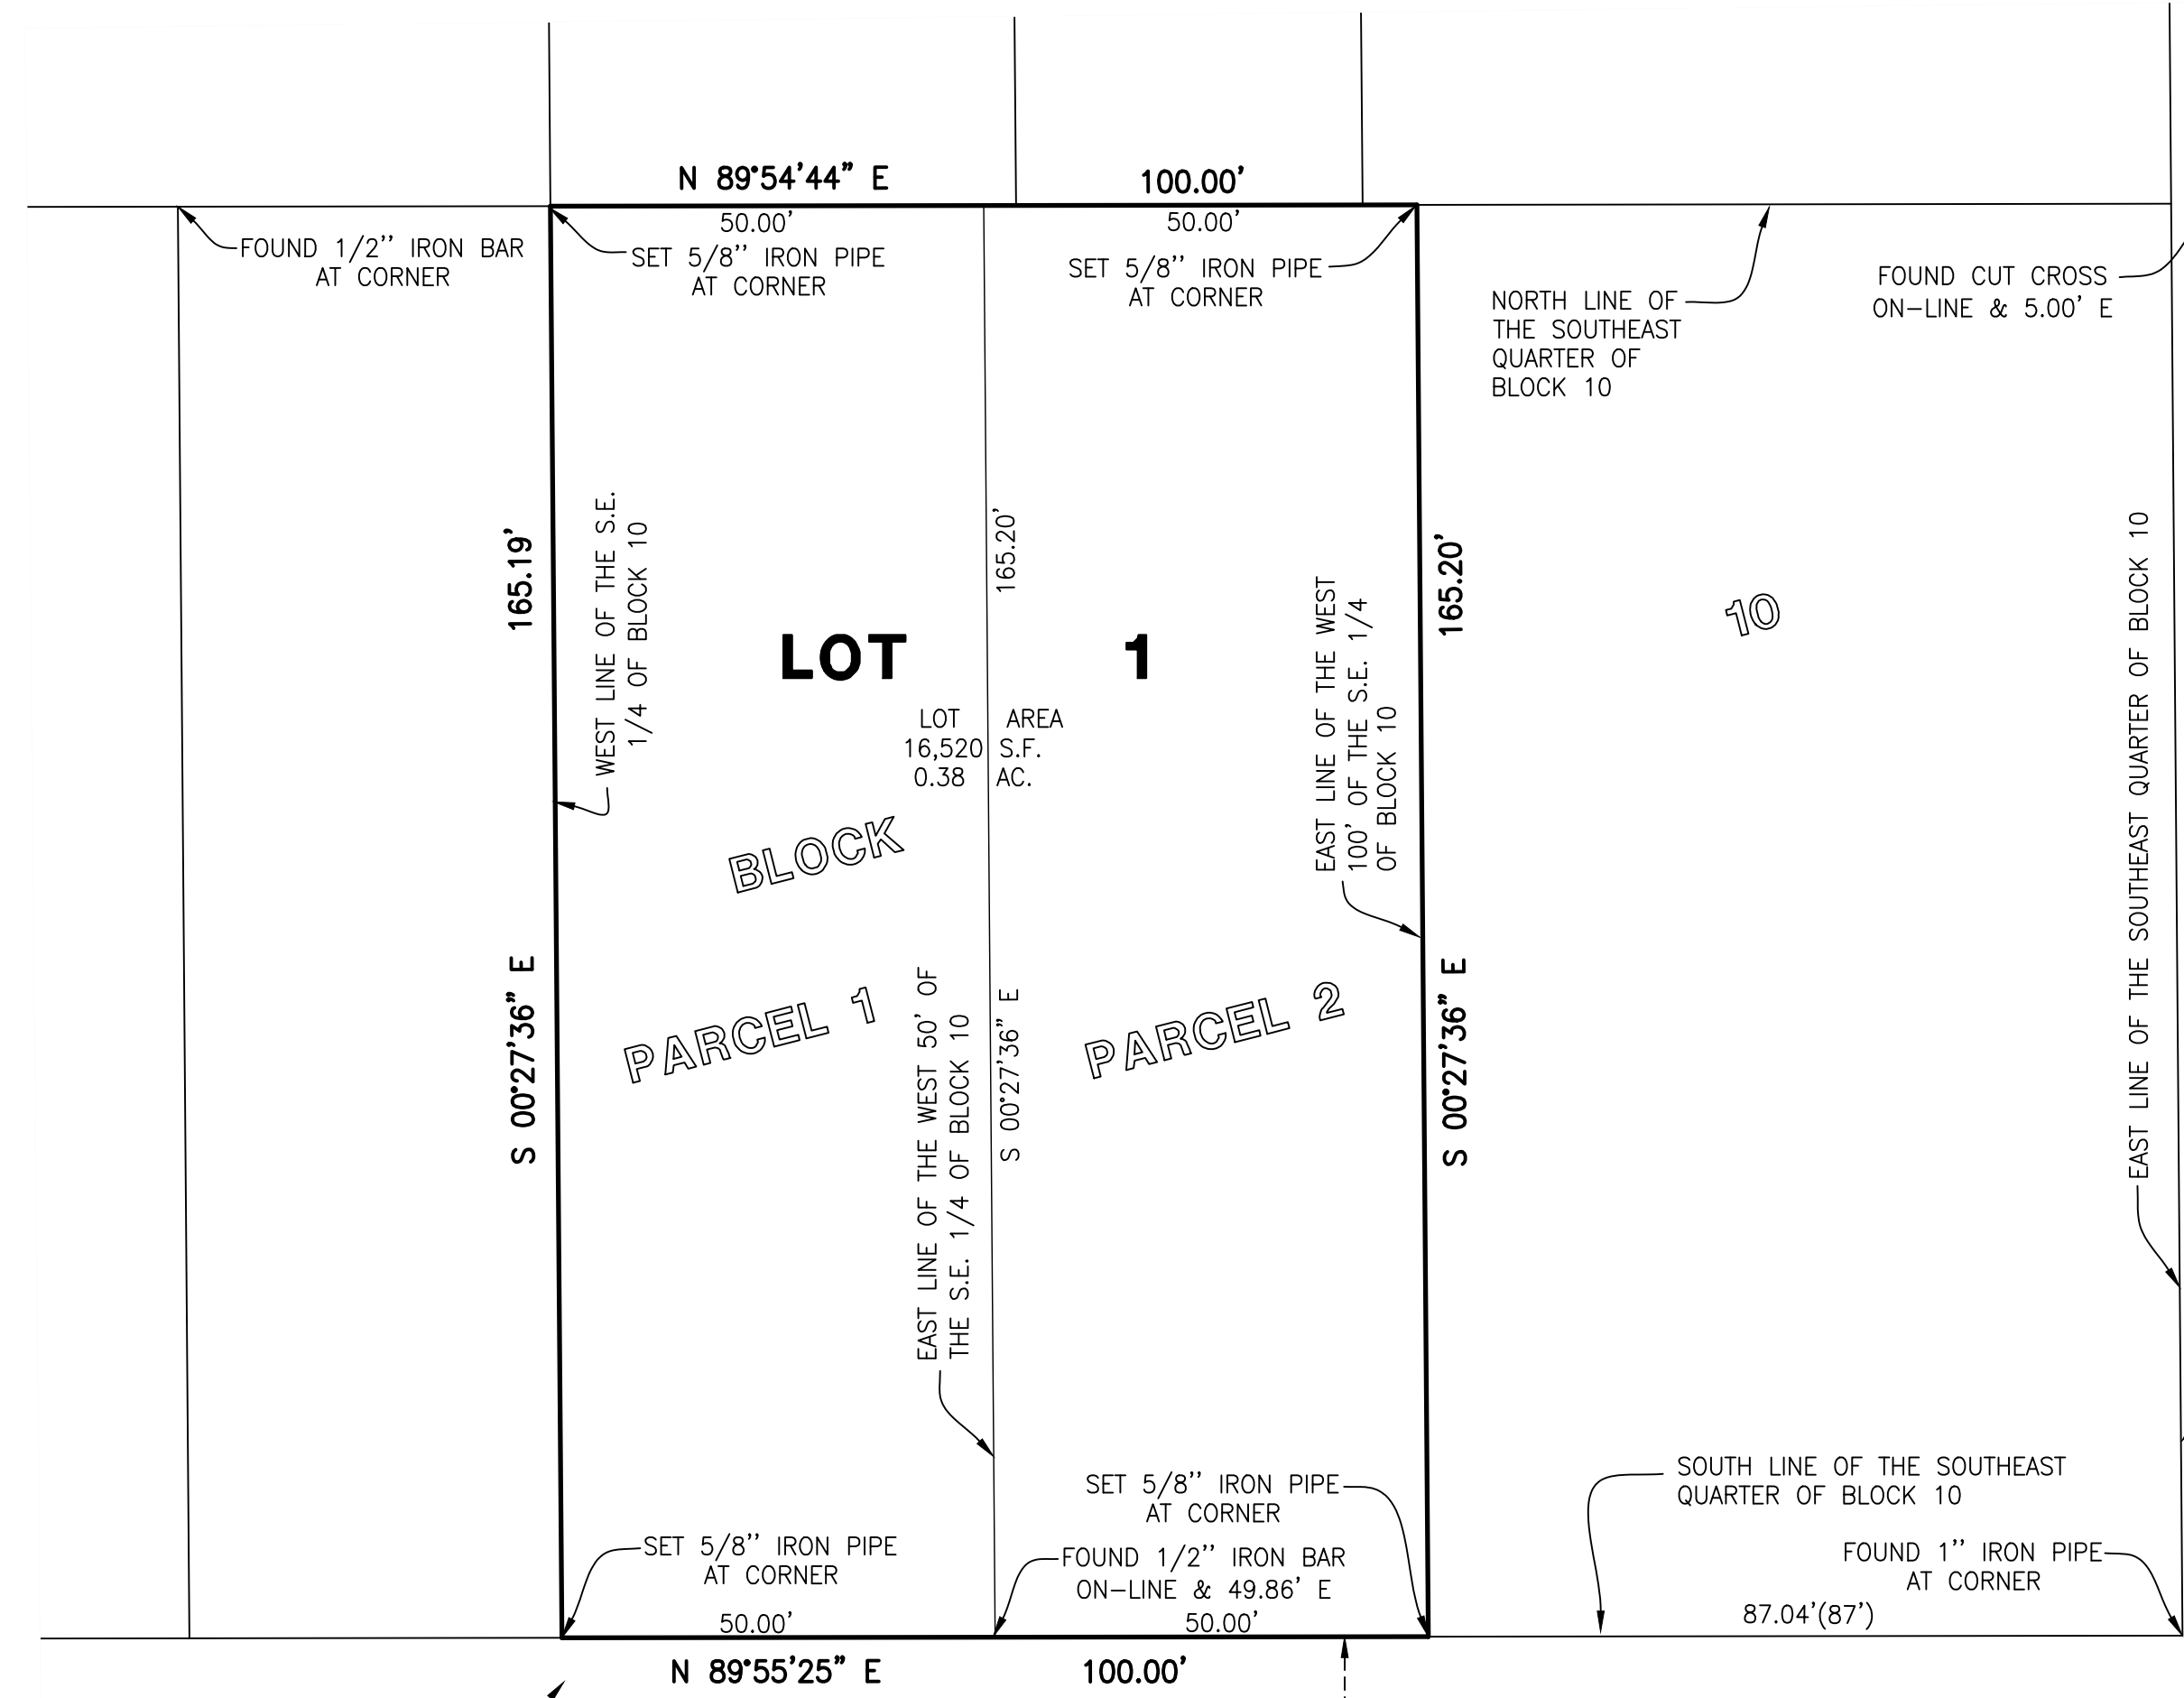 N 89°54'44" E 100.00'
50.00' 50.00'
FOUND 1/2'' IRON BAR
AT CORNER
SET 5/8'' IRON PIPE
AT CORNER
SET 5/8'' IRON PIPE
AT CORNER
NORTH LINE OF
THE SOUTHEAST
QUARTER OF
BLOCK 10
FOUND CUT CROSS
ON-LINE & 5.00' E
165.19'
WEST LINE OF THE S.E.
1/4 OF BLOCK 10
165.20'
EAST LINE OF THE WEST
100' OF THE S.E. 1/4
OF BLOCK 10
165.20'
10
EAST LINE OF THE SOUTHEAST QUARTER OF BLOCK 10
LOT 1
LOT AREA
16,520 S.F.
0.38 AC.
BLOCK
S 00°27'36" E
PARCEL 1
EAST LINE OF THE WEST 50' OF
THE S.E. 1/4 OF BLOCK 10
S 00°27'36" E
PARCEL 2
S 00°27'36" E
SET 5/8'' IRON PIPE
AT CORNER
SET 5/8'' IRON PIPE
AT CORNER
FOUND 1/2'' IRON BAR
ON-LINE & 49.86' E
SOUTH LINE OF THE SOUTHEAST
QUARTER OF BLOCK 10
FOUND 1'' IRON PIPE
AT CORNER
50.00' 50.00'
87.04'(87')
N 89°55'25" E 100.00'